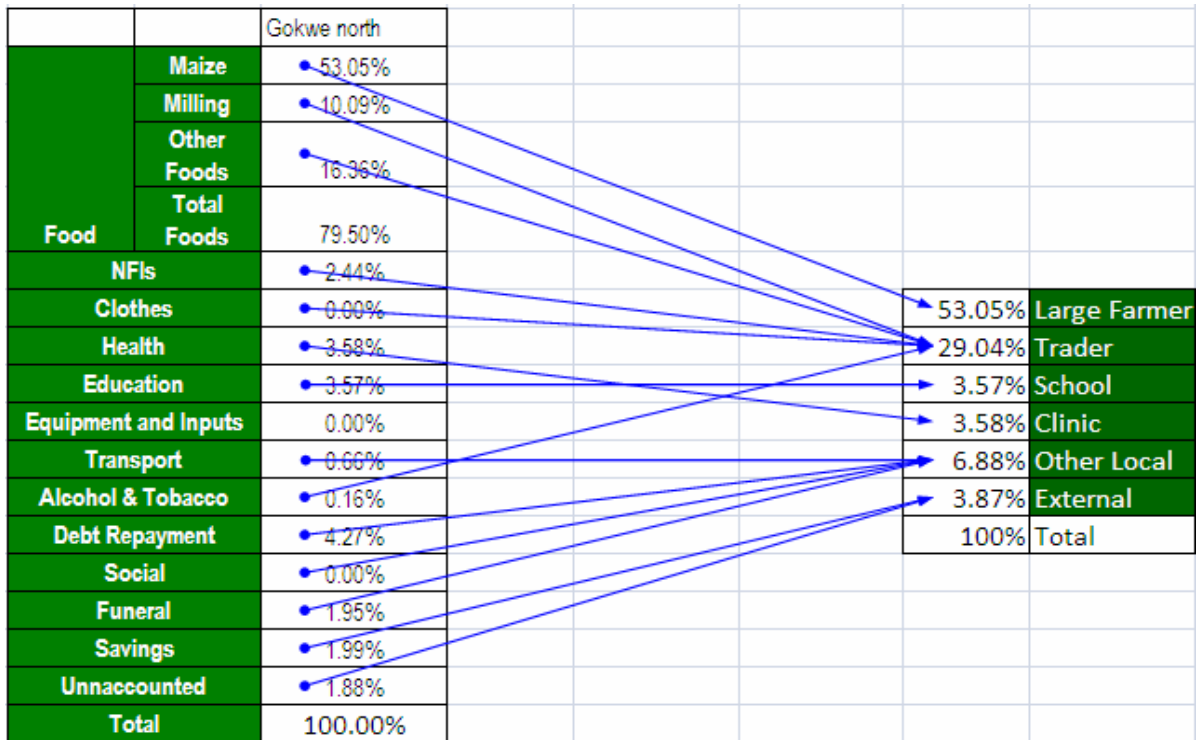 Gokwe north
Maize 53.05%
Milling 10.09%
Other
Foods 16.36%
Total
Food Foods 79.50%
NFIs 2.44%
Clothes 0.00% 53.05% Large Farmer
Health 3.58% 29.04% Trader
Education 3.57% 3.57% School
Equipment and Inputs 0.00% 3.58% Clinic
Transport 0.66% 6.88% Other Local
Alcohol & Tobacco 0.16% 3.87% External
Debt Repayment 4.27% 100% Total
Social 0.00%
Funeral 1.95%
Savings 1.99%
Unnaccounted 1.88%
Total 100.00%